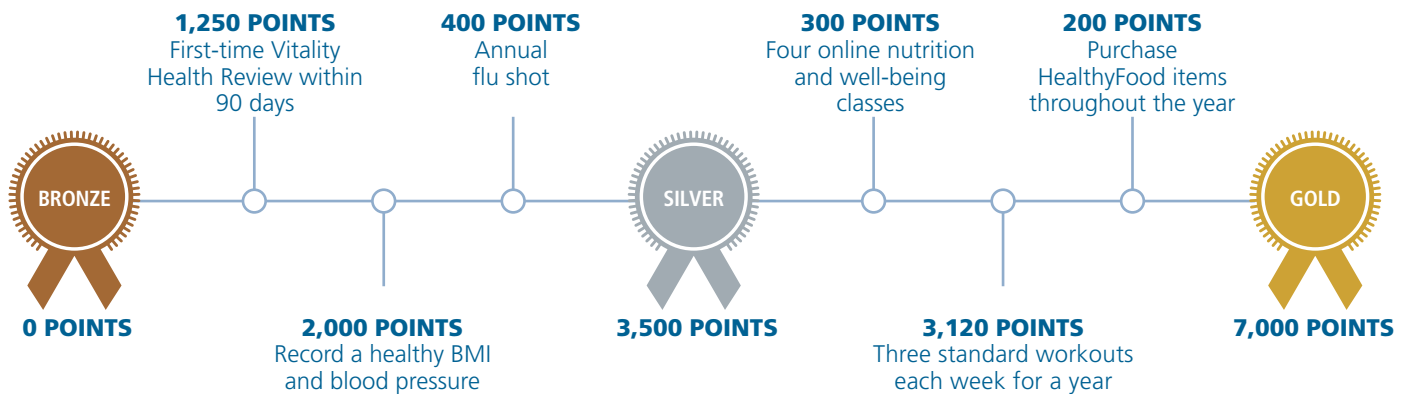 1,250 POINTS
First-time Vitality
Health Review within
90 days
400 POINTS
Annual
flu shot
300 POINTS
Four online nutrition
and well-being
classes
200 POINTS
Purchase
HealthyFood items
throughout the year
BRONZE
SILVER
GOLD
0 POINTS
2,000 POINTS
Record a healthy BMI
and blood pressure
3,500 POINTS
3,120 POINTS
Three standard workouts
each week for a year
7,000 POINTS